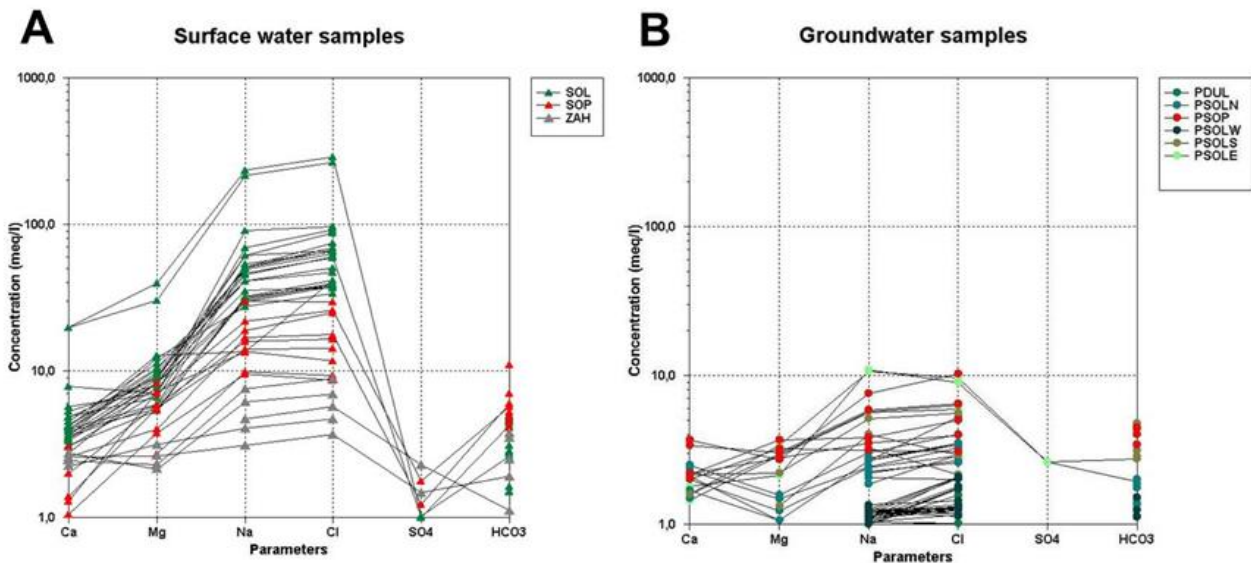 A
Surface water samples
1000,0
100,0
10,0
1,0
Concentration (meq/l)
Ca Mg Na Cl SO4 HCO3
Parameters
SOL
SOP
ZAH
B
Groundwater samples
1000,0
100,0
10,0
1,0
Concentration (meq/l)
Ca Mg Na Cl SO4 HCO3
Parameters
PDUL
PSOLN
PSOP
PSOLW
PSOLS
PSOLE